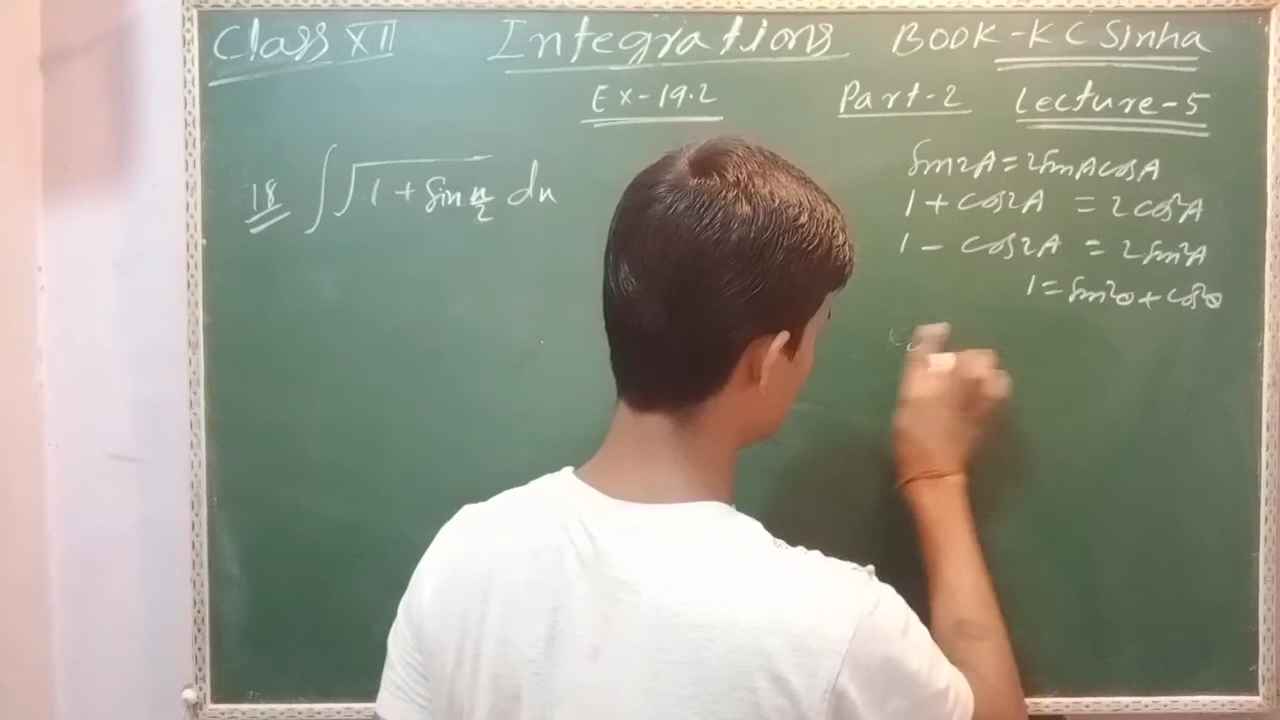 Class XII Integrations BOOK-KC Sinha
Ex-19.2 Part-2 Lecture-5
18 ∫√1 + Sin x/2 dx
Sin2A = 2SinACosA
1 + Cos2A = 2Cos²A
1 - Cos2A = 2Sin²A
1 = Sin²θ + Cos²θ